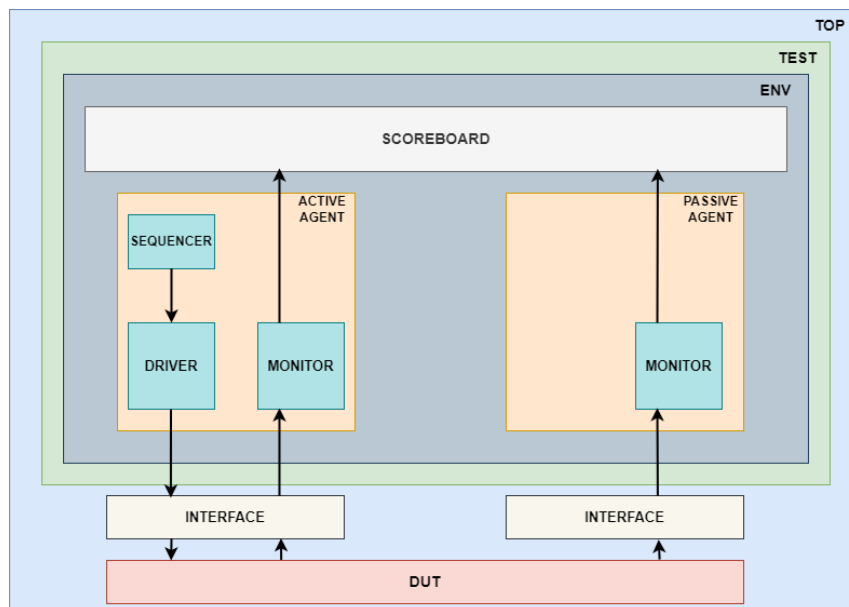 TOP
TEST
ENV
SCOREBOARD
ACTIVE
AGENT
PASSIVE
AGENT
SEQUENCER
DRIVER
MONITOR
MONITOR
INTERFACE
INTERFACE
DUT